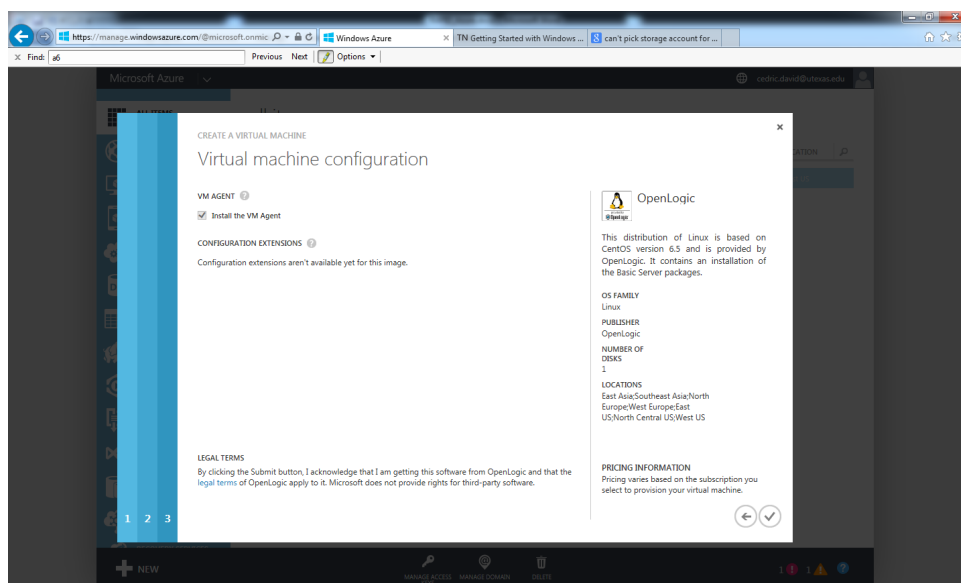 https://manage.windowsazure.com/@microsoft.onmic
Windows Azure
TN Getting Started with Windows ...
can't pick storage account for ...
Find: a6
Previous Next Options
Microsoft Azure
cedric.david@utexas.edu
ALL ITEMS
CREATE A VIRTUAL MACHINE
Virtual machine configuration
VM AGENT
Install the VM Agent
CONFIGURATION EXTENSIONS
Configuration extensions aren't available yet for this image.
OpenLogic
This distribution of Linux is based on
CentOS version 6.5 and is provided by
OpenLogic. It contains an installation of
the Basic Server packages.
OS FAMILY
Linux
PUBLISHER
OpenLogic
NUMBER OF
DISKS
1
LOCATIONS
East Asia;Southeast Asia;North
Europe;West Europe;East
US;North Central US;West US
LEGAL TERMS
By clicking the Submit button, I acknowledge that I am getting this software from OpenLogic and that the
legal terms of OpenLogic apply to it. Microsoft does not provide rights for third-party software.
PRICING INFORMATION
Pricing varies based on the subscription you
select to provision your virtual machine.
1 2 3
NEW
MANAGE ACCESS
MANAGE DOMAIN
DELETE
1
1